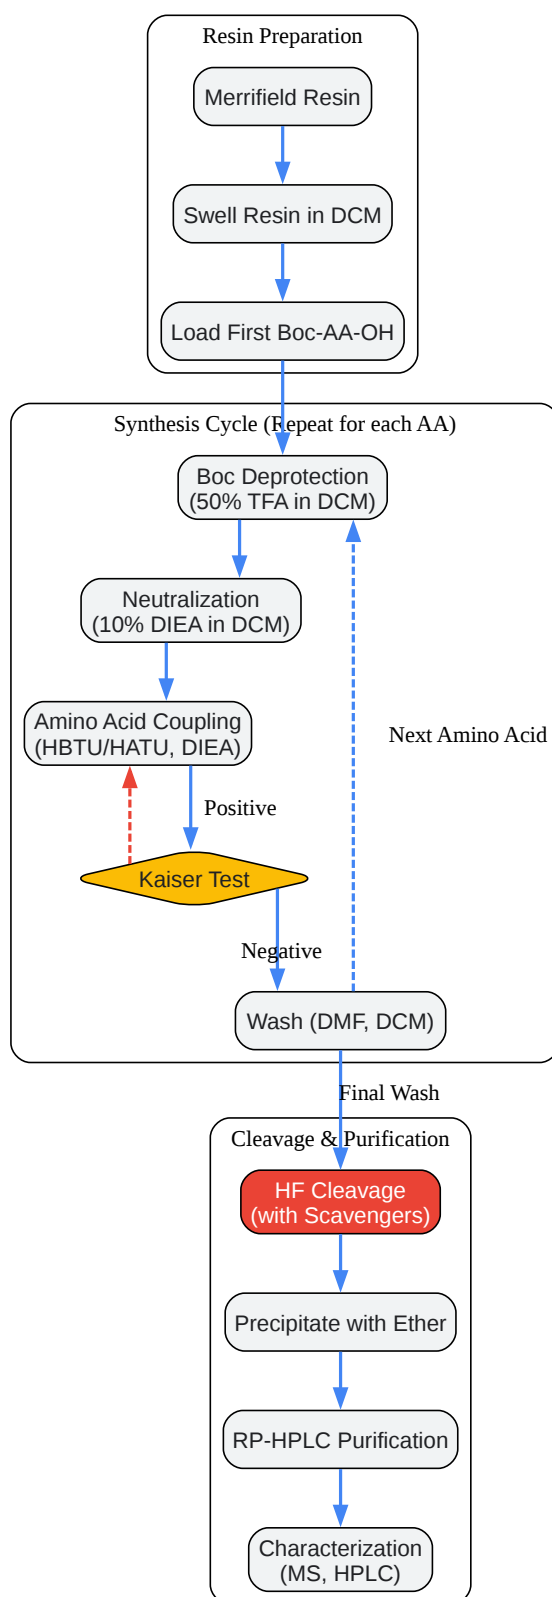 Resin Preparation
Merrifield Resin
Swell Resin in DCM
Load First Boc-AA-OH
Synthesis Cycle (Repeat for each AA)
Boc Deprotection
(50% TFA in DCM)
Neutralization
(10% DIEA in DCM)
Amino Acid Coupling
(HBTU/HATU, DIEA)
Next Amino Acid
Positive
Kaiser Test
Negative
Wash (DMF, DCM)
Final Wash
Cleavage & Purification
HF Cleavage
(with Scavengers)
Precipitate with Ether
RP-HPLC Purification
Characterization
(MS, HPLC)